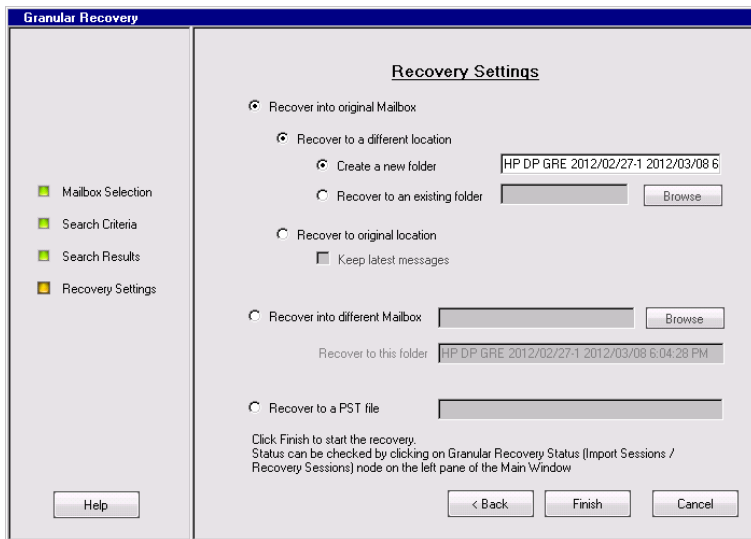 Granular Recovery
Mailbox Selection
Search Criteria
Search Results
Recovery Settings
Help
Recovery Settings
Recover into original Mailbox
Recover to a different location
Create a new folder
HP DP GRE 2012/02/27-1 2012/03/08 6
Recover to an existing folder
Browse
Recover to original location
Keep latest messages
Recover into different Mailbox
Browse
Recover to this folder
HP DP GRE 2012/02/27-1 2012/03/08 6:04:28 PM
Recover to a PST file
Click Finish to start the recovery.
Status can be checked by clicking on Granular Recovery Status (Import Sessions /
Recovery Sessions) node on the left pane of the Main Window
< Back
Finish
Cancel